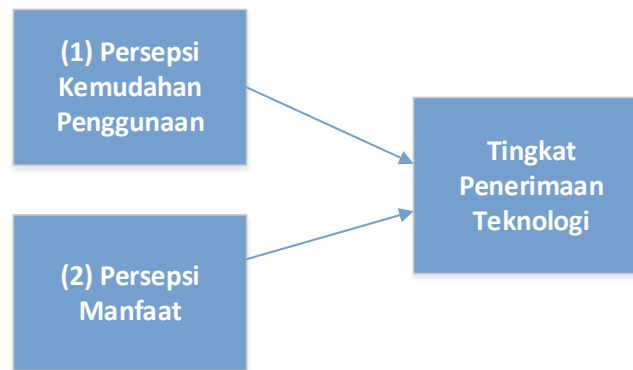 (1) Persepsi
Kemudahan
Penggunaan
Tingkat
Penerimaan
Teknologi
(2) Persepsi
Manfaat